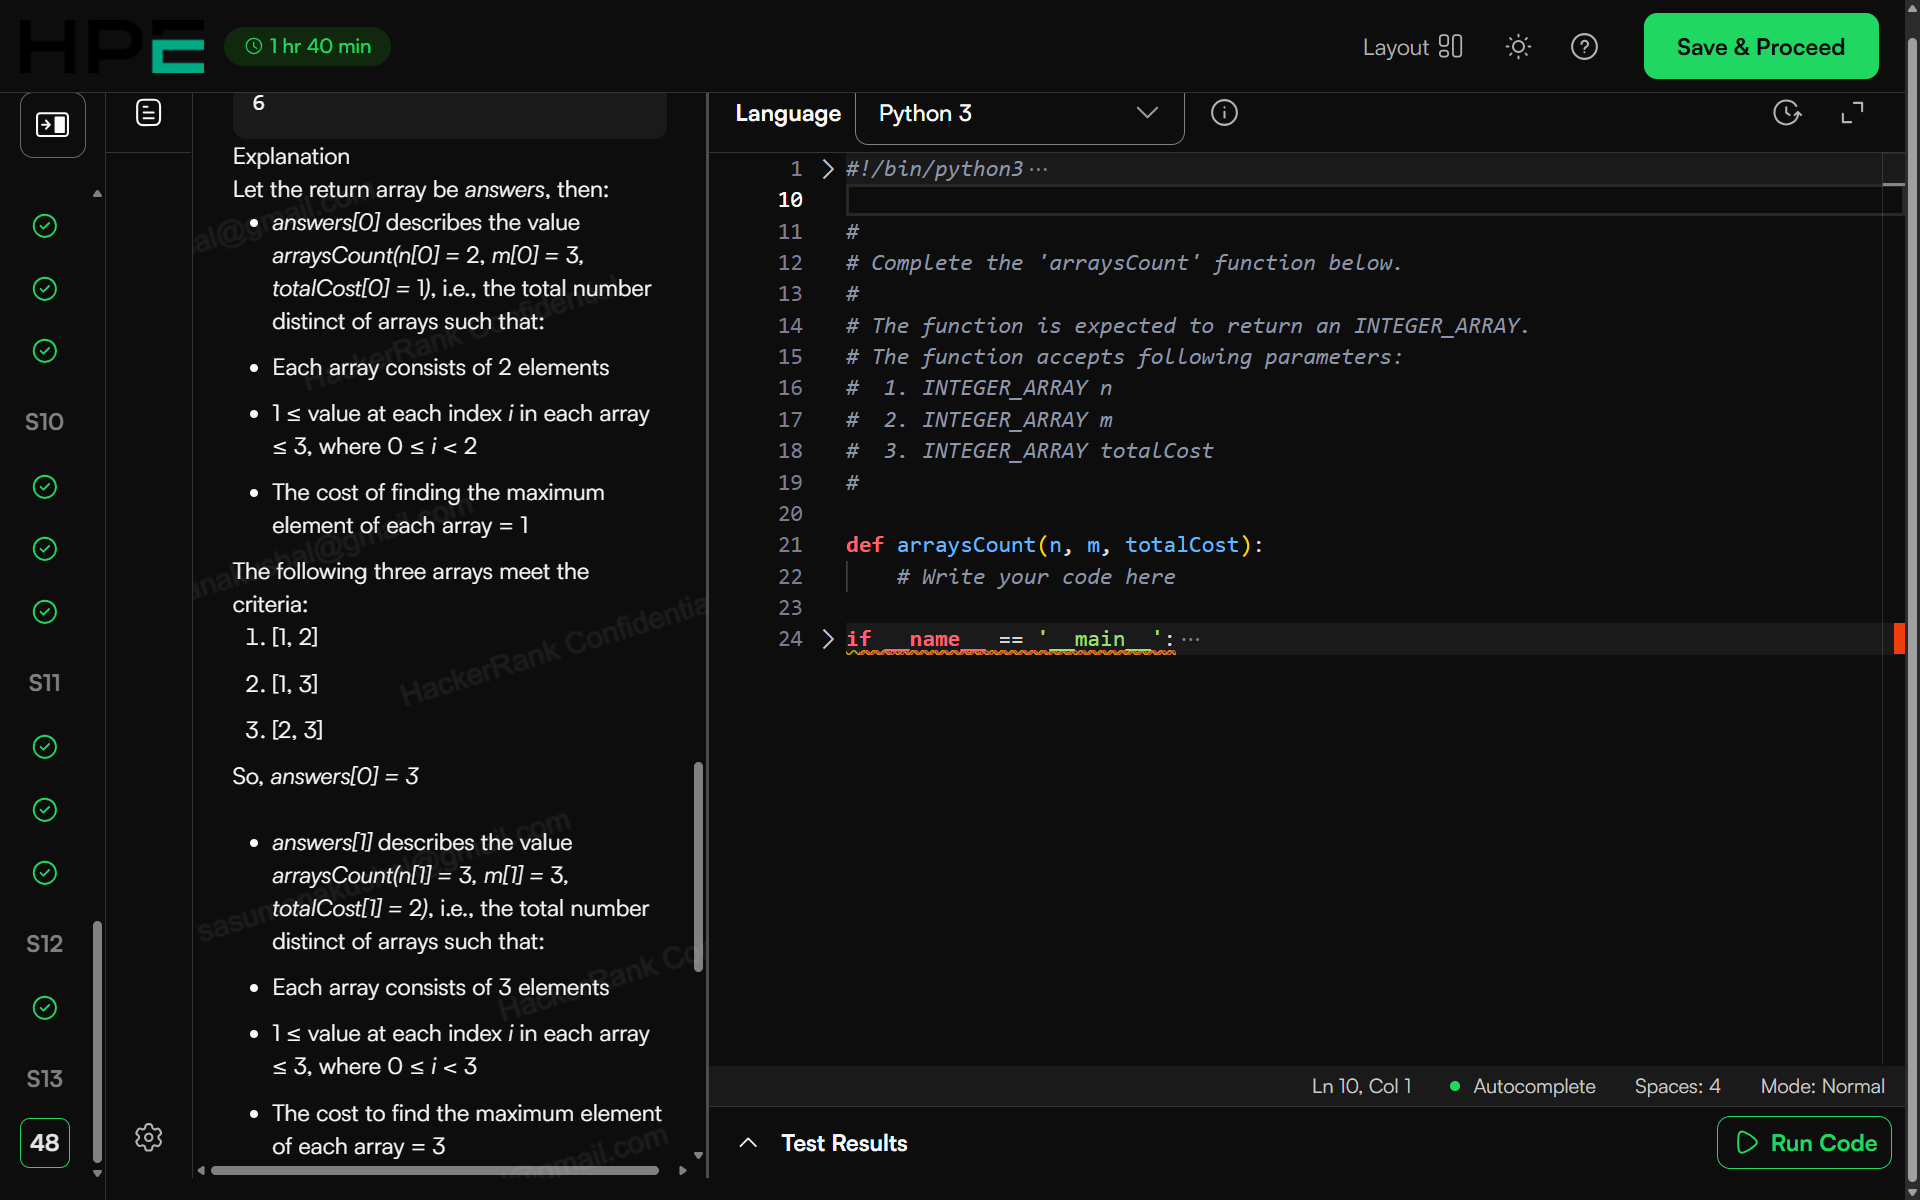 HPE
1 hr 40 min
Layout
Save & Proceed
S10
S11
S12
S13
48
6
Explanation
Let the return array be answers, then:
answers[0] describes the value
arraysCount(n[0] = 2, m[0] = 3,
totalCost[0] = 1), i.e., the total number
distinct of arrays such that:
Each array consists of 2 elements
1 ≤ value at each index i in each array
≤ 3, where 0 ≤ i < 2
The cost of finding the maximum
element of each array = 1
The following three arrays meet the
criteria:
1. [1, 2]
2. [1, 3]
3. [2, 3]
So, answers[0] = 3
answers[1] describes the value
arraysCount(n[1] = 3, m[1] = 3,
totalCost[1] = 2), i.e., the total number
distinct of arrays such that:
Each array consists of 3 elements
1 ≤ value at each index i in each array
≤ 3, where 0 ≤ i < 3
The cost to find the maximum element
of each array = 3
HackerRank Confidential
HackerRank Confidentia
Language
Python 3
1 #!/bin/python3 ···
10
11 #
12 # Complete the 'arraysCount' function below.
13 #
14 # The function is expected to return an INTEGER_ARRAY.
15 # The function accepts following parameters:
16 #  1. INTEGER_ARRAY n
17 #  2. INTEGER_ARRAY m
18 #  3. INTEGER_ARRAY totalCost
19 #
20
21 def arraysCount(n, m, totalCost):
22     # Write your code here
23
24 if __name__ == '__main__': ···
Ln 10, Col 1
Autocomplete
Spaces: 4
Mode: Normal
Test Results
Run Code